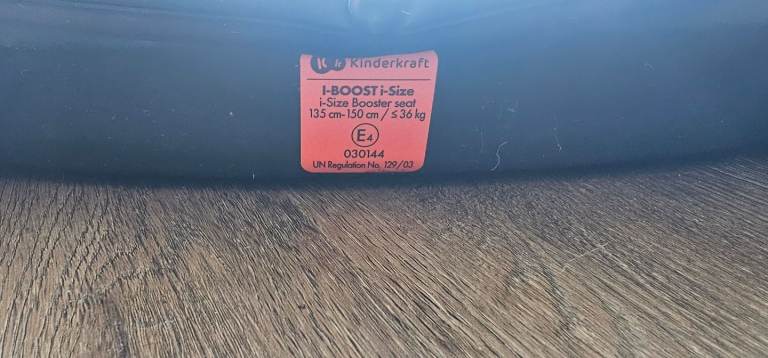 Kinderkraft
I-BOOST i-Size
i-Size Booster seat
135 cm-150 cm / ≤ 36 kg
E4
030144
UN Regulation No. 129/03